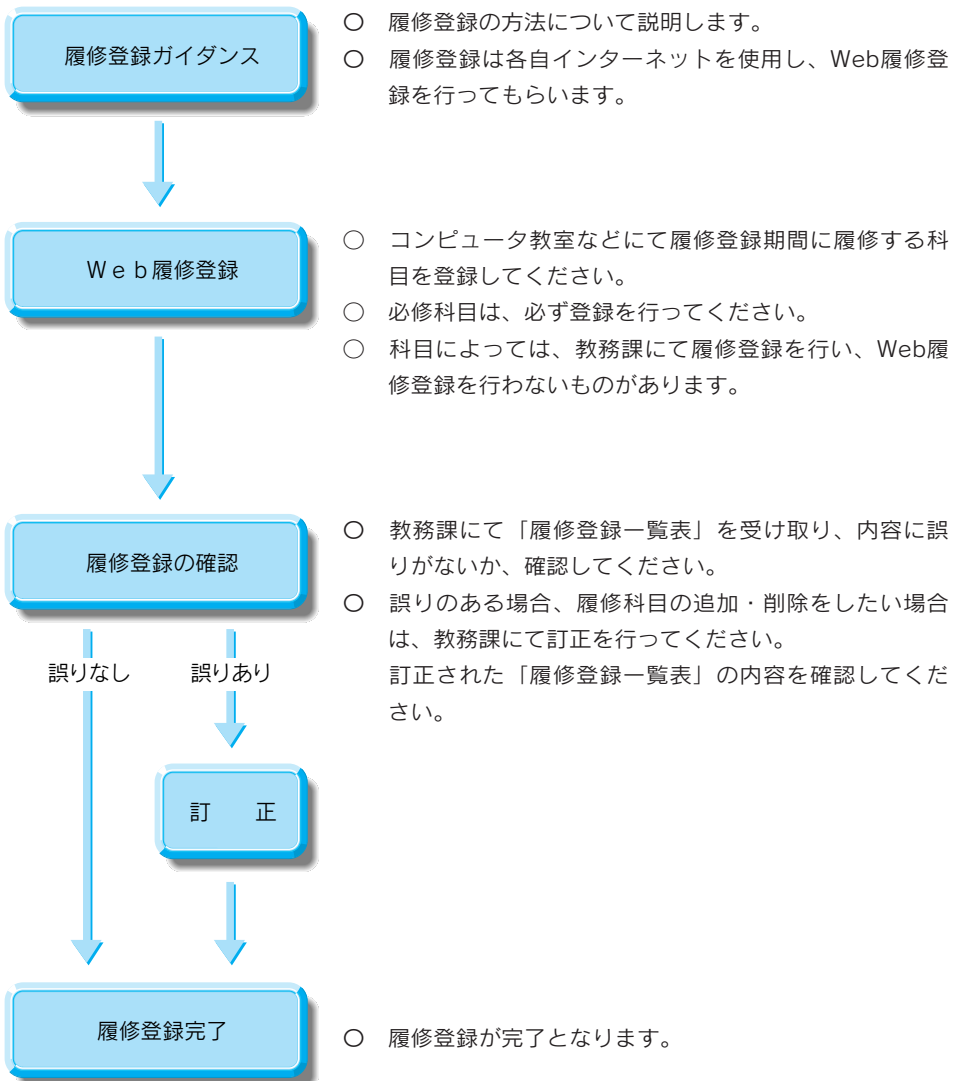 履修登録ガイダンス
〇　履修登録の方法について説明します。
〇　履修登録は各自インターネットを使用し、Web履修登
録を行ってもらいます。
Ｗｅｂ履修登録
○　コンピュータ教室などにて履修登録期間に履修する科
目を登録してください。
○　必修科目は、必ず登録を行ってください。
○　科目によっては、教務課にて履修登録を行い、Web履
修登録を行わないものがあります。
履修登録の確認
〇　教務課にて「履修登録一覧表」を受け取り、内容に誤
りがないか、確認してください。
〇　誤りのある場合、履修科目の追加・削除をしたい場合
は、教務課にて訂正を行ってください。
訂正された「履修登録一覧表」の内容を確認してくだ
さい。
誤りなし
誤りあり
訂　正
履修登録完了
〇　履修登録が完了となります。